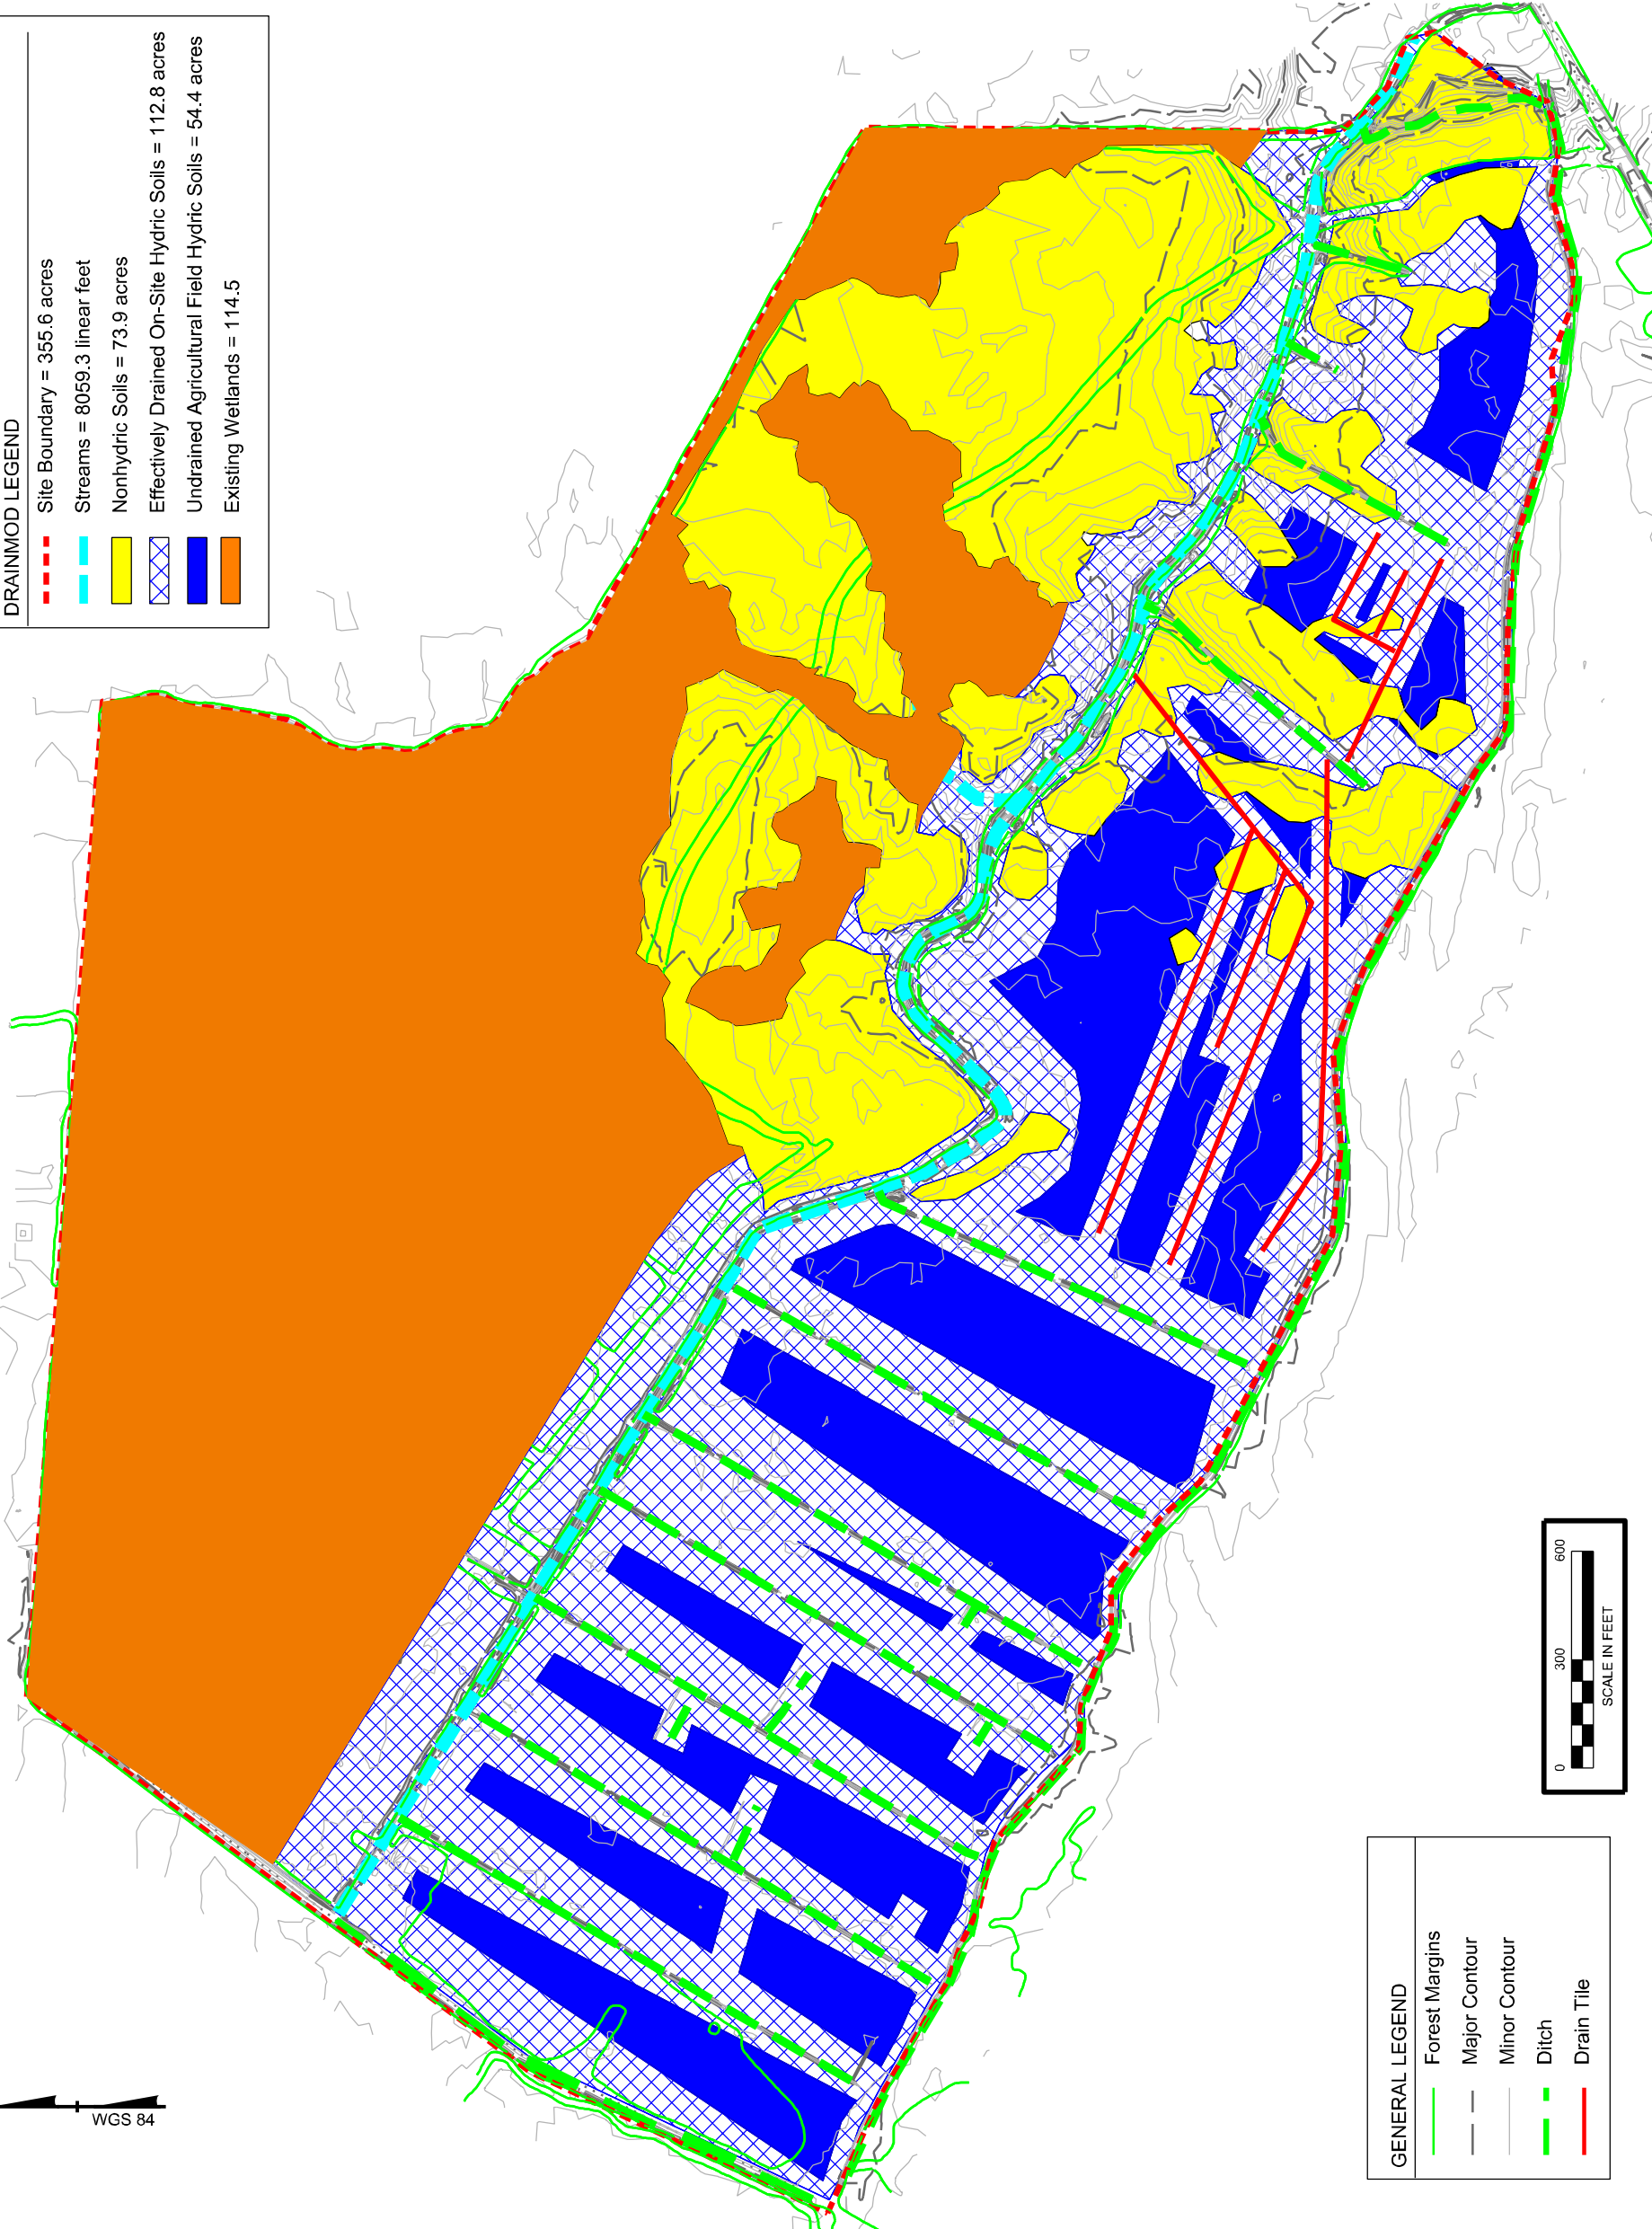 DRAINMOD LEGEND
Site Boundary = 355.6 acres
Streams = 8059.3 linear feet
Nonhydric Soils = 73.9 acres
Effectively Drained On-Site Hydric Soils = 112.8 acres
Undrained Agricultural Field Hydric Soils = 54.4 acres
Existing Wetlands = 114.5
WGS 84
GENERAL LEGEND
Forest Margins
Major Contour
Minor Contour
Ditch
Drain Tile
0 300 600
SCALE IN FEET